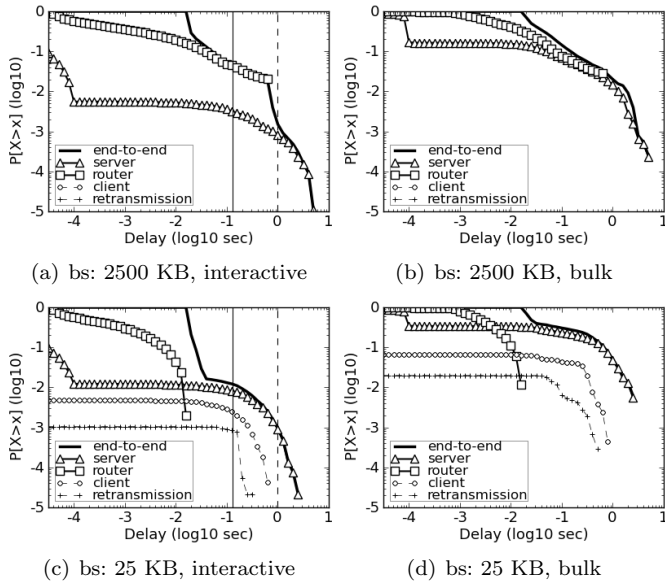 0
-1
-2
-3
-4
-5
P[X>x] (log10)
end-to-end
server
router
client
retransmission
-4 -3 -2 -1 0 1
Delay (log10 sec)
(a) bs: 2500 KB, interactive
0
-1
-2
-3
-4
-5
P[X>x] (log10)
end-to-end
server
router
client
retransmission
-4 -3 -2 -1 0 1
Delay (log10 sec)
(b) bs: 2500 KB, bulk
0
-1
-2
-3
-4
-5
P[X>x] (log10)
end-to-end
server
router
client
retransmission
-4 -3 -2 -1 0 1
Delay (log10 sec)
(c) bs: 25 KB, interactive
0
-1
-2
-3
-4
-5
P[X>x] (log10)
end-to-end
server
router
client
retransmission
-4 -3 -2 -1 0 1
Delay (log10 sec)
(d) bs: 25 KB, bulk